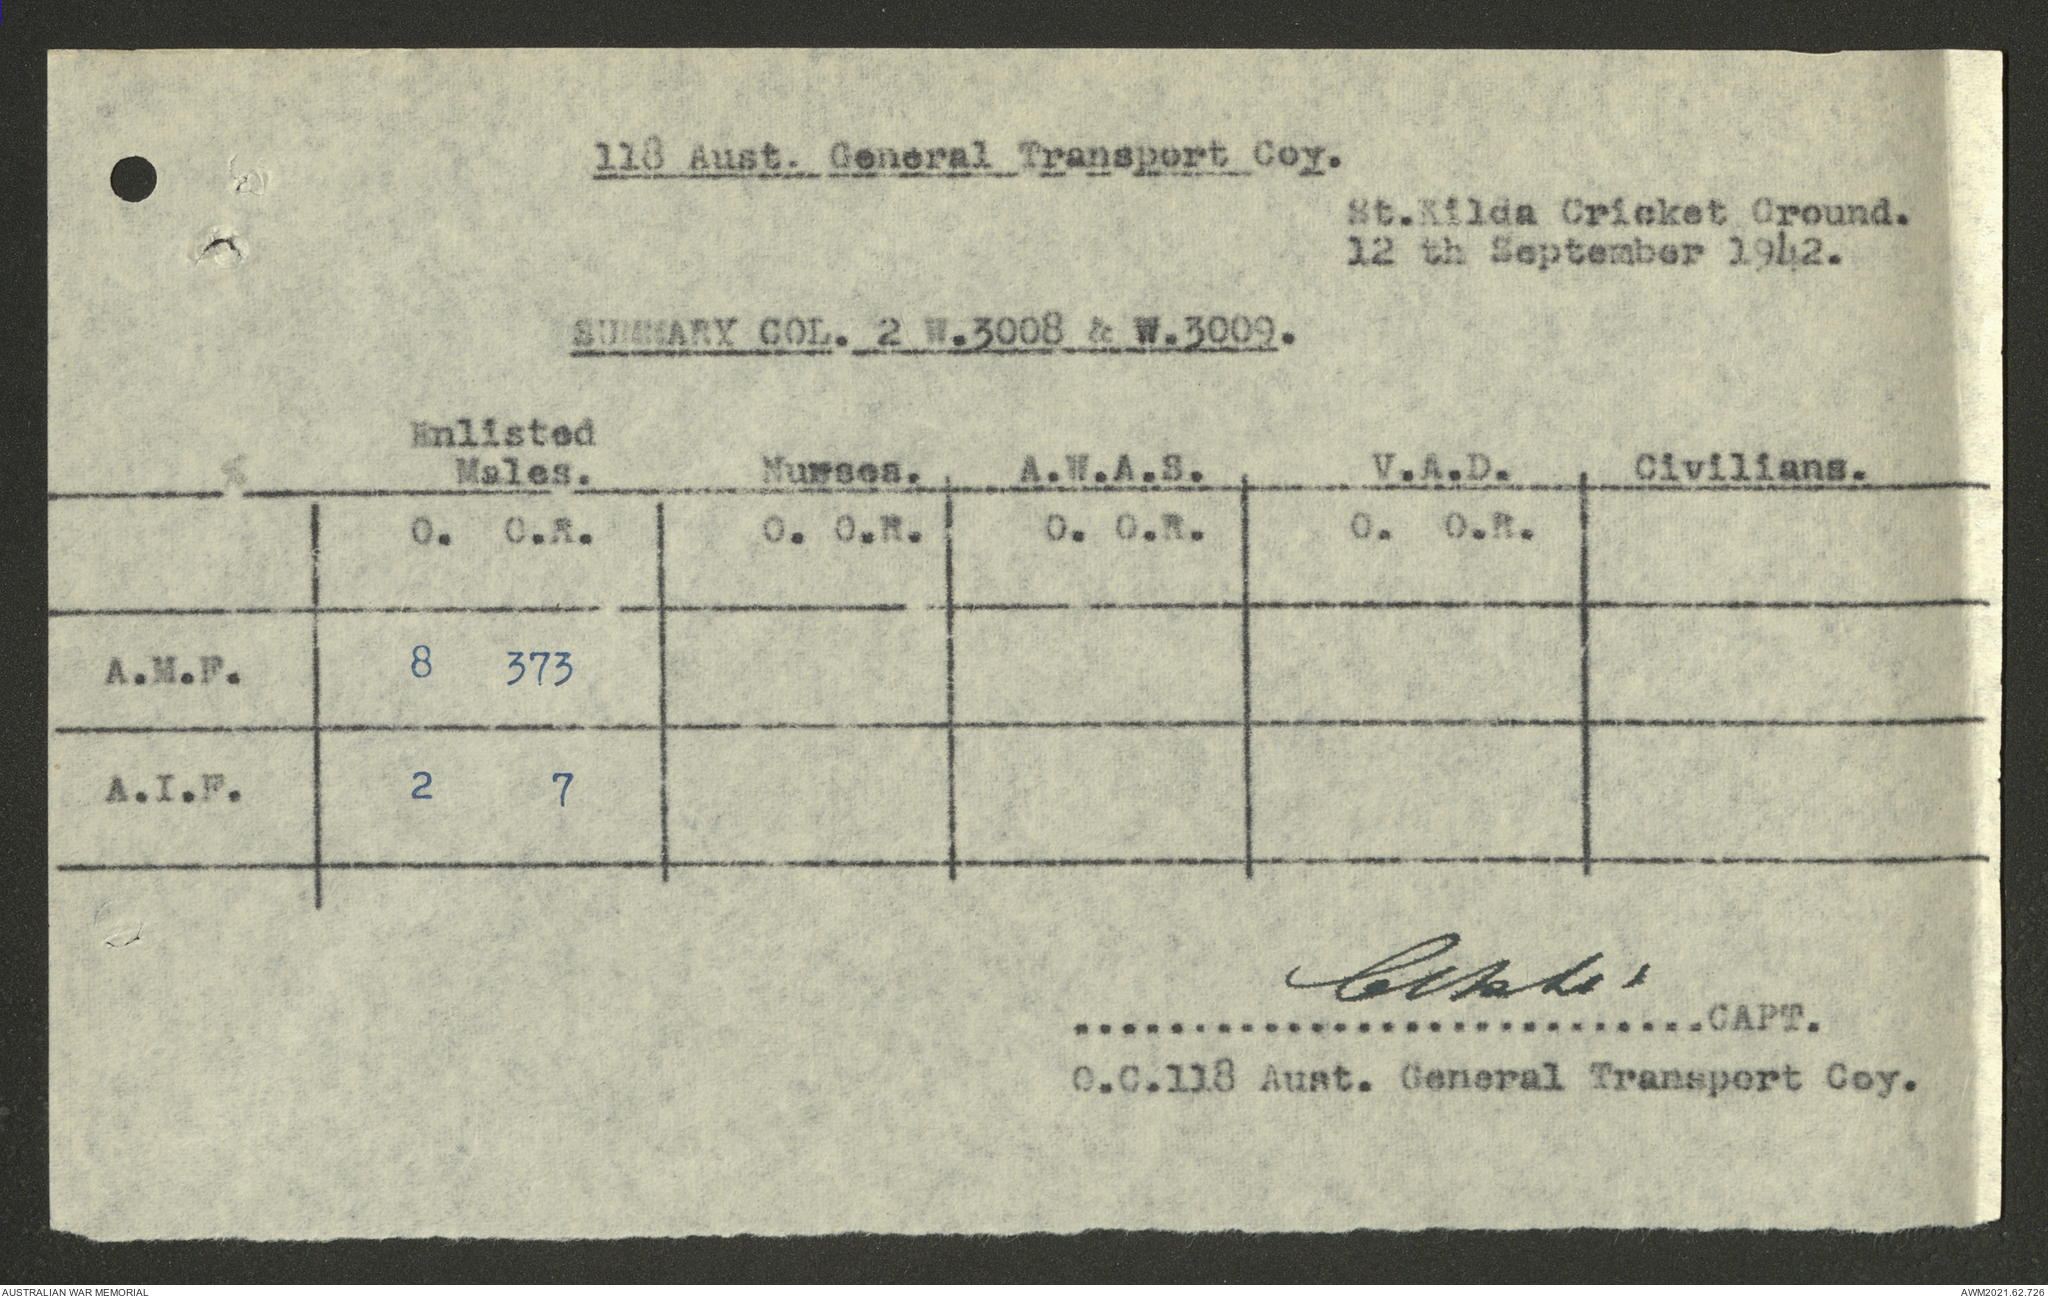 118 Aust. General Transport Coy.
St.Kilda Cricket Ground.
12 th September 1942.
SUMMARY COL. 2 W.3008 & W.3009.
Enlisted
Males. Nurses. A.W.A.S. V.A.D. Civilians.
O. O.R. O. O.R. O. O.R. O. O.R.
A.M.F. 8 373
A.I.F. 2 7
............................CAPT.
O.C.118 Aust. General Transport Coy.
AUSTRALIAN WAR MEMORIAL AWM2021.62.726